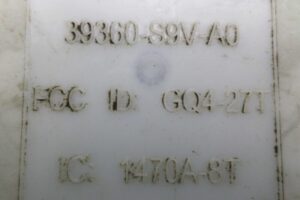 39360-S9V-A0
FCC ID: GQ4-27T
IC: 1470A-8T